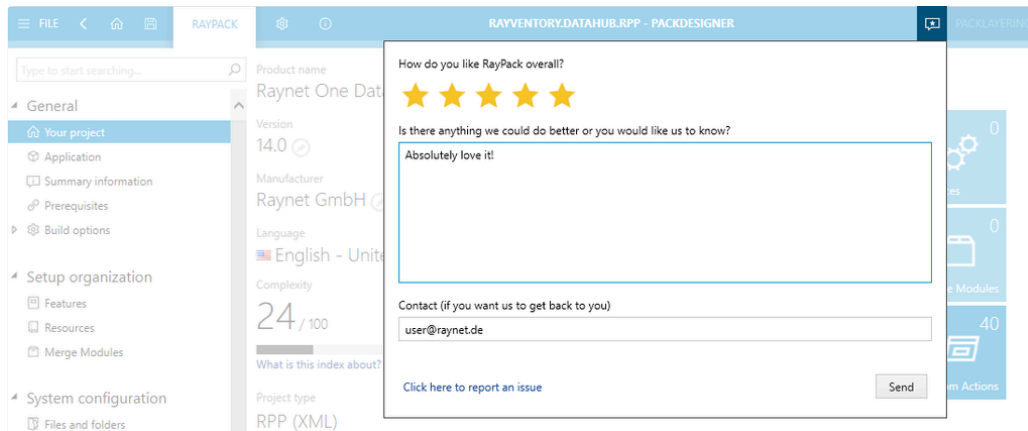 FILE
RAYPACK
RAYVENTORY.DATAHUB.RPP - PACKDESIGNER
PACKLAYERING
Type to start searching...
General
Your project
Application
Summary information
Prerequisites
Build options
Setup organization
Features
Resources
Merge Modules
System configuration
Files and folders
Product name
Raynet One Data
Version
14.0
Manufacturer
Raynet GmbH
Language
English - Unite
Complexity
24 / 100
What is this index about?
Project type
RPP (XML)
How do you like RayPack overall?
Is there anything we could do better or you would like us to know?
Absolutely love it!
Contact (if you want us to get back to you)
user@raynet.de
Click here to report an issue
Send
0
0
Modules
40
Actions